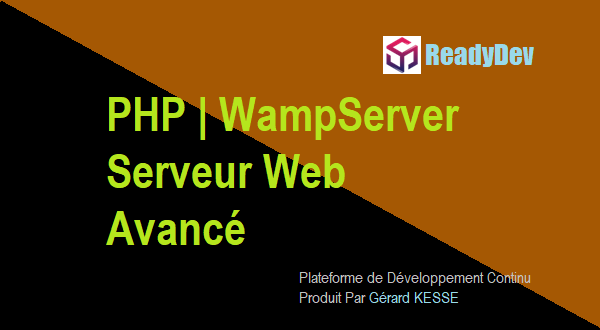 ReadyDev
PHP | WampServer
Serveur Web
Avancé
Plateforme de Développement Continu
Produit Par Gérard KESSE